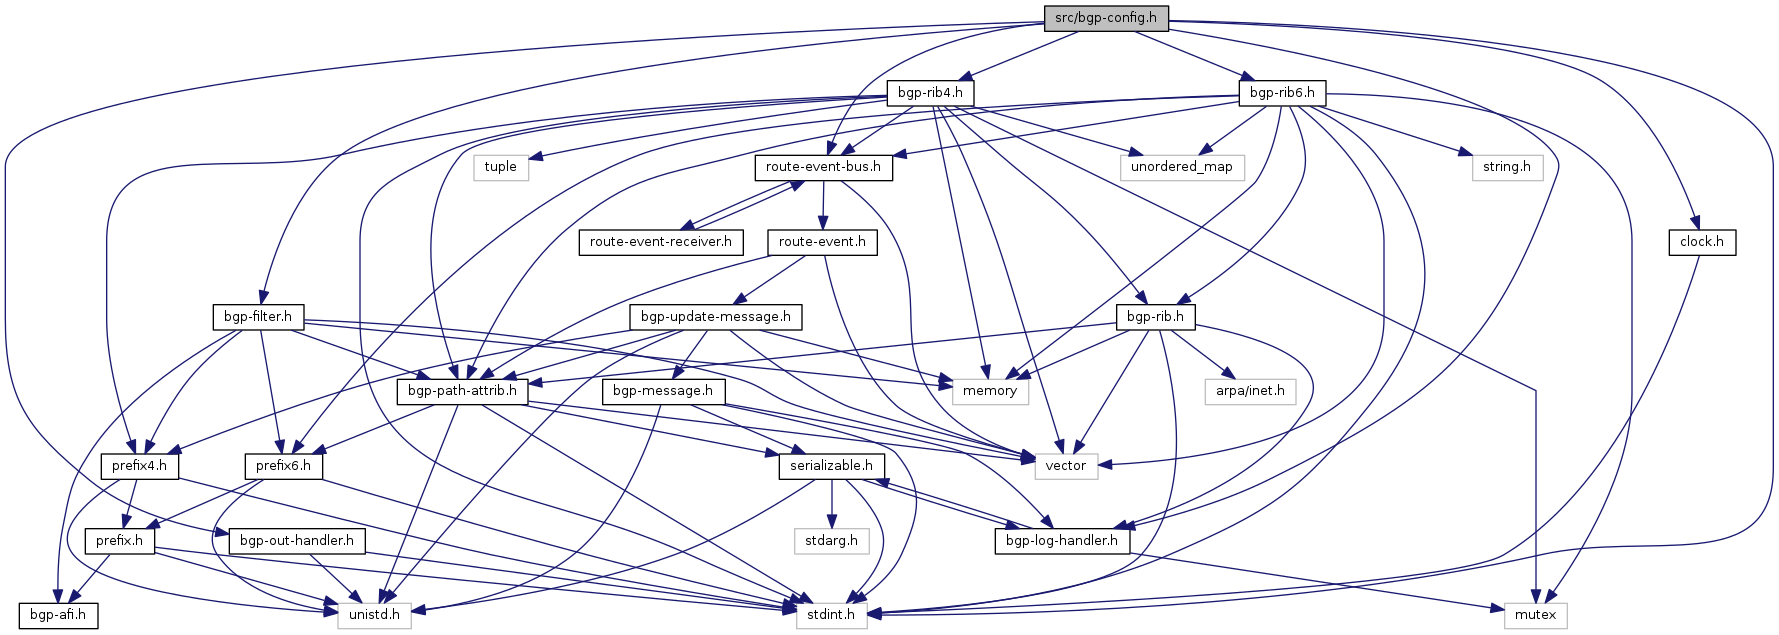 src/bgp-config.h
bgp-rib4.h
bgp-rib6.h
tuple
route-event-bus.h
unordered_map
string.h
route-event-receiver.h
route-event.h
clock.h
bgp-filter.h
bgp-update-message.h
bgp-rib.h
bgp-path-attrib.h
bgp-message.h
memory
arpa/inet.h
prefix4.h
prefix6.h
serializable.h
vector
prefix.h
bgp-out-handler.h
stdarg.h
bgp-log-handler.h
bgp-afi.h
unistd.h
stdint.h
mutex